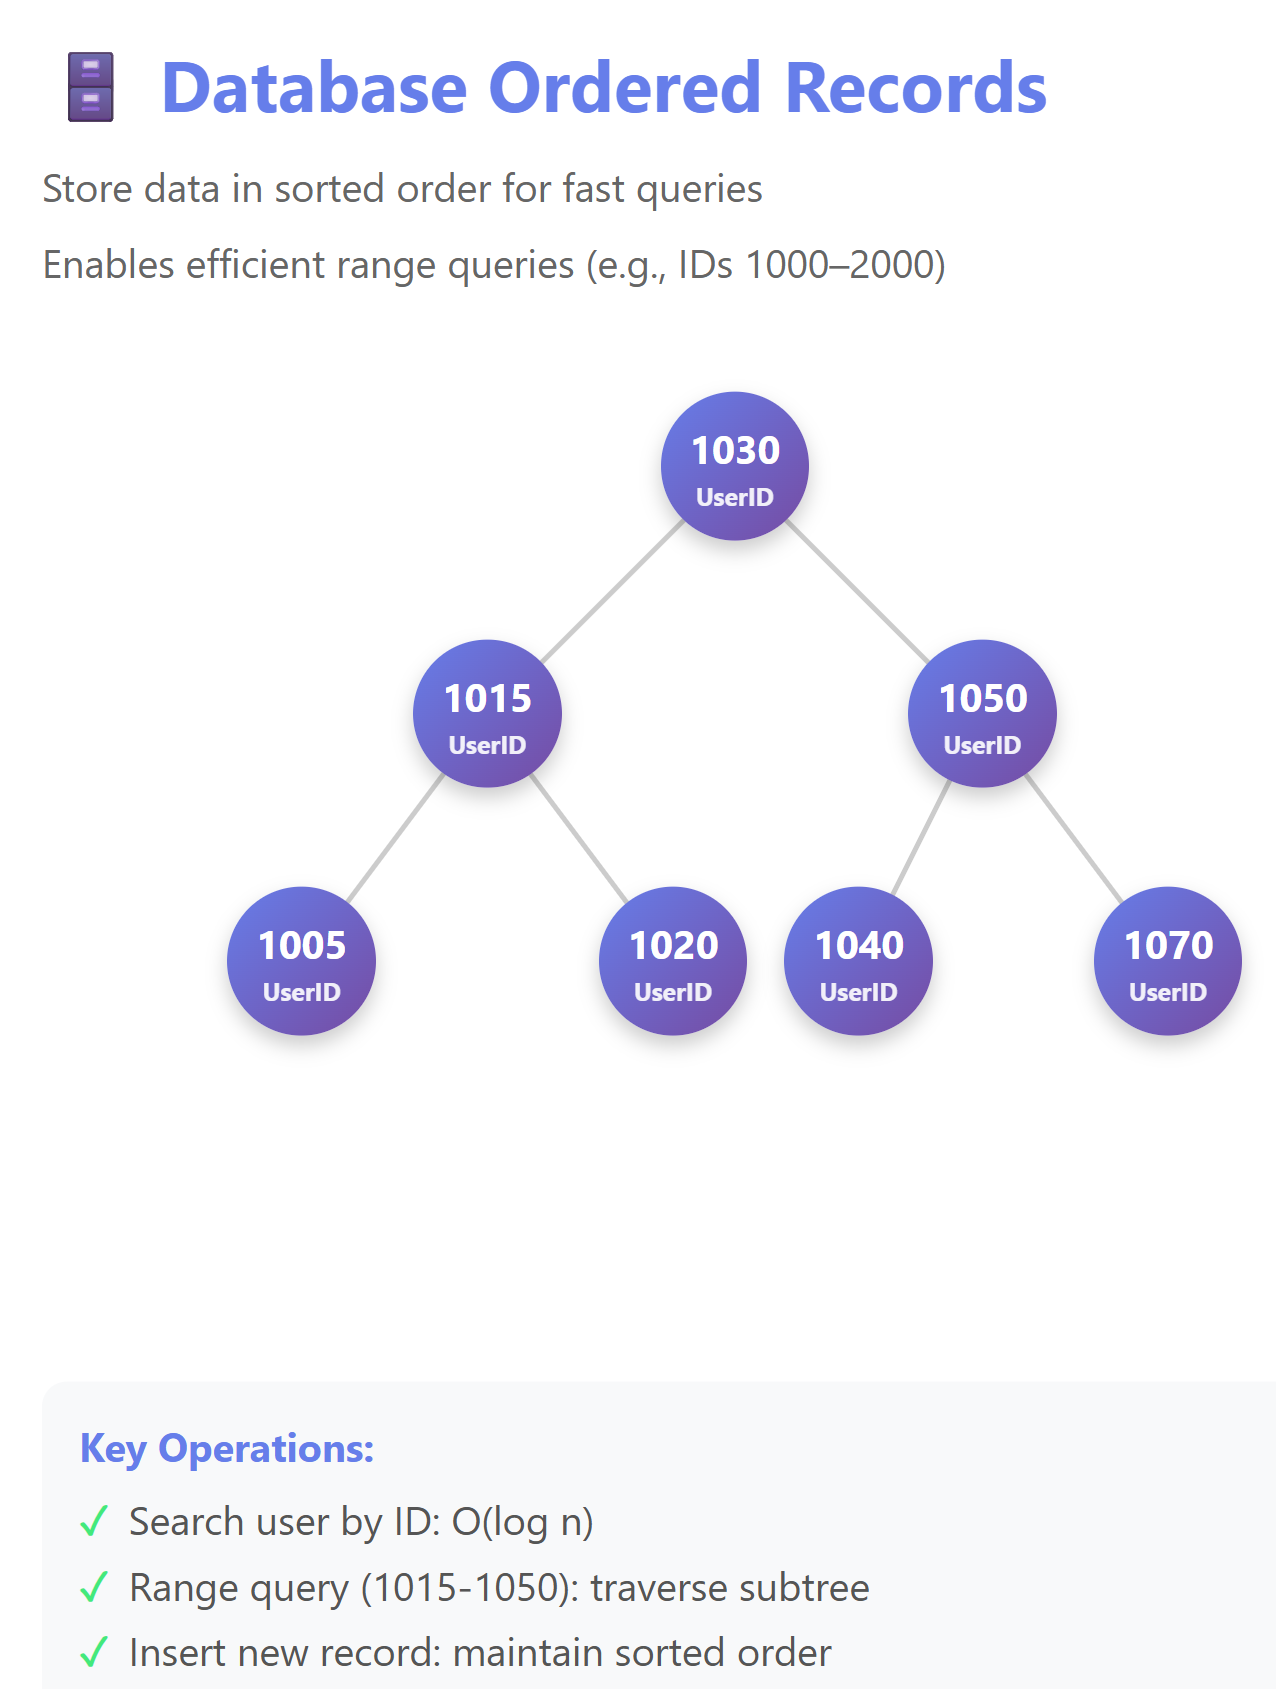 Database Ordered Records
Store data in sorted order for fast queries
Enables efficient range queries (e.g., IDs 1000–2000)
1030
UserID
1015
UserID
1050
UserID
1005
UserID
1020
UserID
1040
UserID
1070
UserID
Key Operations:
✓ Search user by ID: O(log n)
✓ Range query (1015-1050): traverse subtree
✓ Insert new record: maintain sorted order